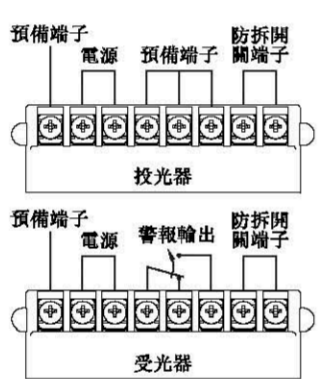 預備端子
電源
預備端子
防拆開
關端子
投光器
預備端子
電源
警報輸出
防拆開
關端子
受光器